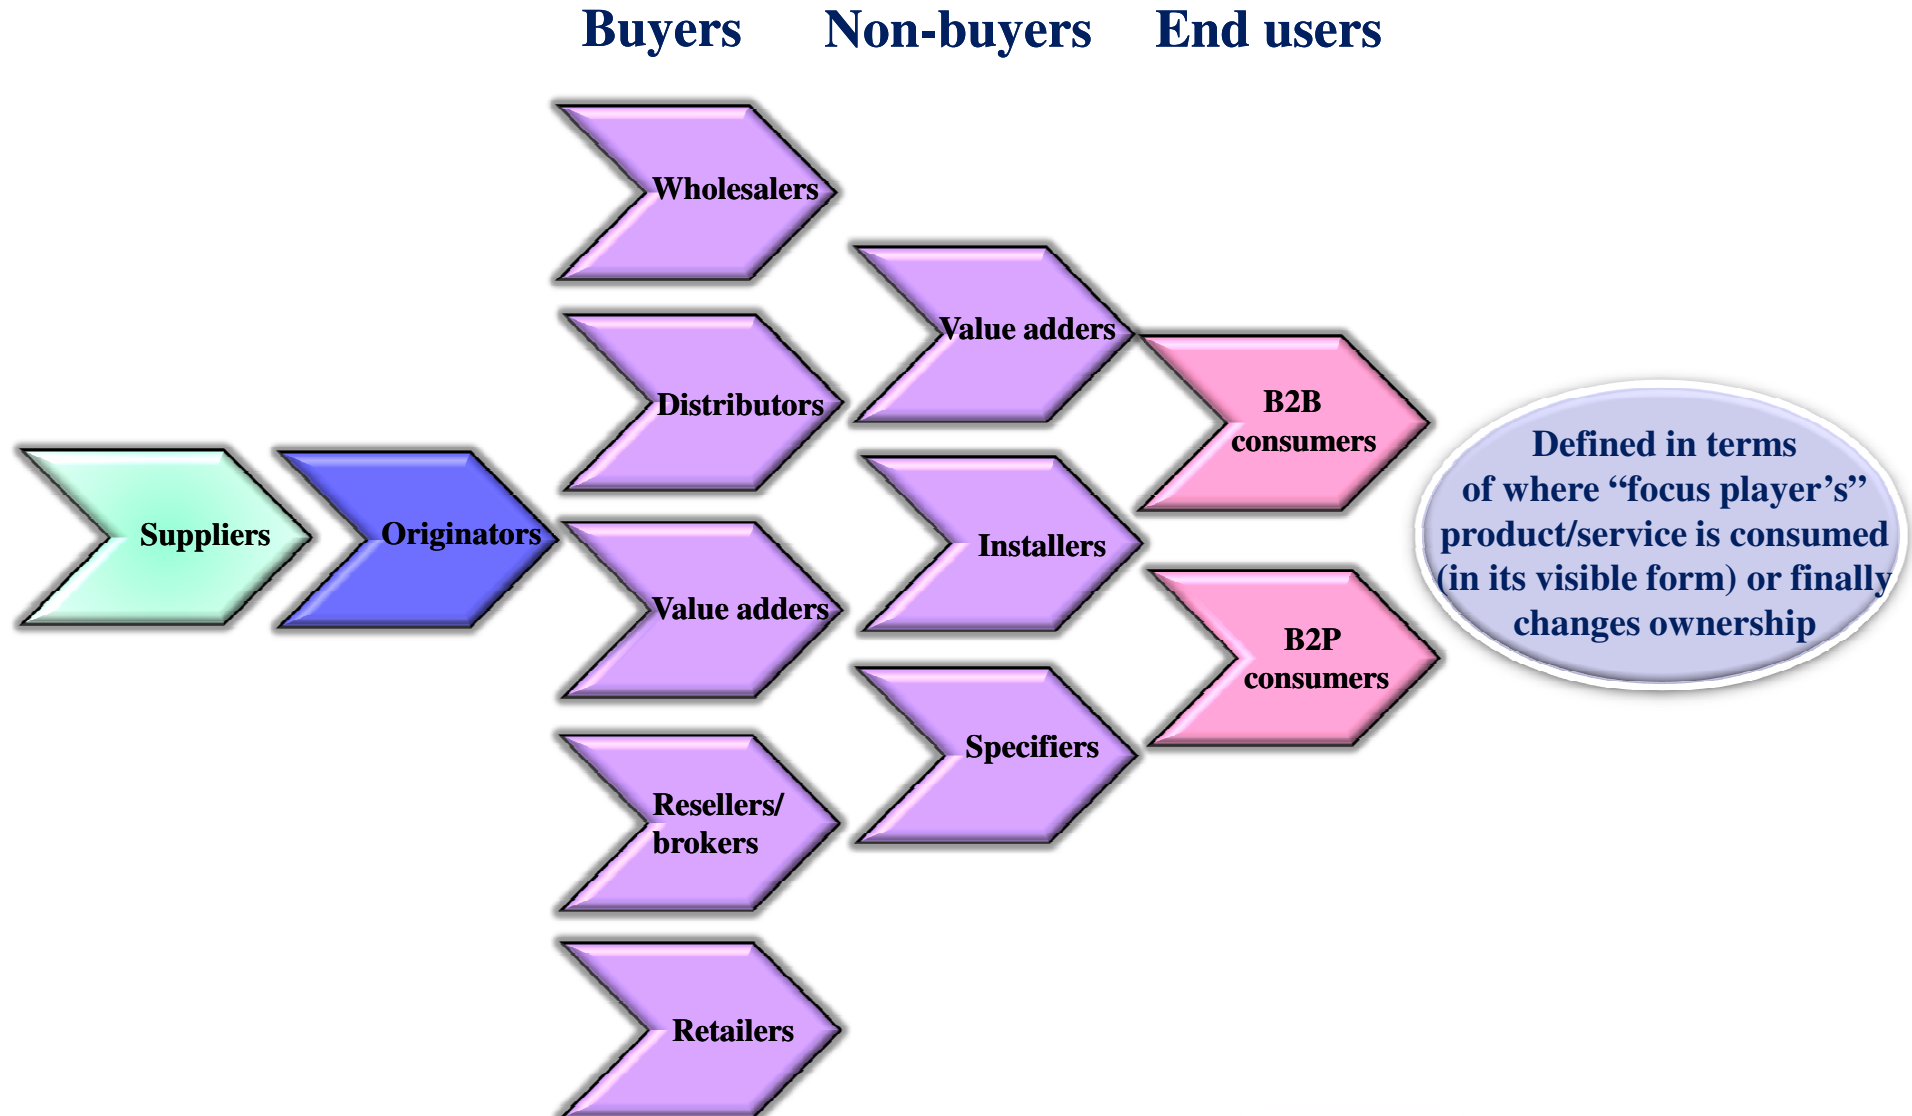 Buyers
Non-buyers
End users
Wholesalers
Value adders
Distributors
B2B
consumers
Suppliers
Originators
Installers
Value adders
B2P
consumers
Specifiers
Resellers/
brokers
Retailers
Defined in terms
of where “focus player’s”
product/service is consumed
(in its visible form) or finally
changes ownership